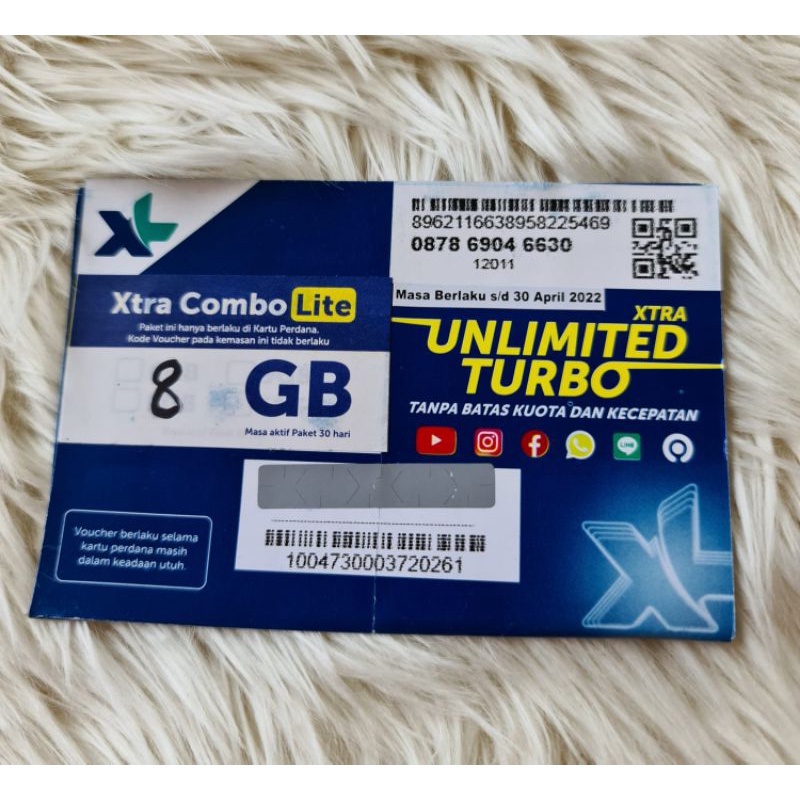 XL
Xtra Combo Lite
Paket ini hanya berlaku di Kartu Perdana.
Kode Voucher pada kemasan ini tidak berlaku
8 GB
Masa aktif Paket 30 hari
8962116638958225469
0878 6904 6630
12011
Masa Berlaku s/d 30 April 2022
XTRA
UNLIMITED
TURBO
TANPA BATAS KUOTA DAN KECEPATAN
LINE
Voucher berlaku selama
kartu perdana masih
dalam keadaan utuh.
1004730003720261
XL